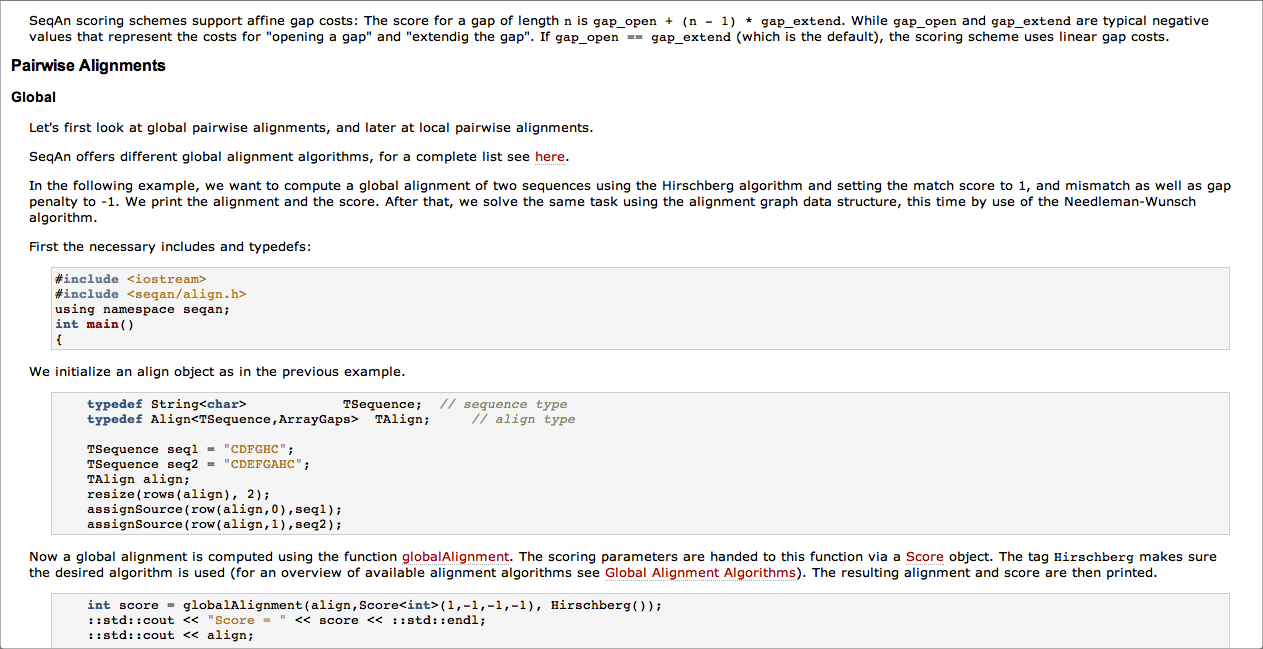 SeqAn scoring schemes support affine gap costs: The score for a gap of length n is gap_open + (n - 1) * gap_extend. While gap_open and gap_extend are typical negative
values that represent the costs for "opening a gap" and "extendig the gap". If gap_open == gap_extend (which is the default), the scoring scheme uses linear gap costs.
Pairwise Alignments
Global
Let's first look at global pairwise alignments, and later at local pairwise alignments.
SeqAn offers different global alignment algorithms, for a complete list see here.
In the following example, we want to compute a global alignment of two sequences using the Hirschberg algorithm and setting the match score to 1, and mismatch as well as gap
penalty to -1. We print the alignment and the score. After that, we solve the same task using the alignment graph data structure, this time by use of the Needleman-Wunsch
algorithm.
First the necessary includes and typedefs:
#include <iostream>
#include <seqan/align.h>
using namespace seqan;
int main()
{
We initialize an align object as in the previous example.
typedef String<char> TSequence; // sequence type
typedef Align<TSequence,ArrayGaps> TAlign; // align type
TSequence seq1 = "CDFGHC";
TSequence seq2 = "CDEFGAHC";
TAlign align;
resize(rows(align), 2);
assignSource(row(align,0),seq1);
assignSource(row(align,1),seq2);
Now a global alignment is computed using the function globalAlignment. The scoring parameters are handed to this function via a Score object. The tag Hirschberg makes sure
the desired algorithm is used (for an overview of available alignment algorithms see Global Alignment Algorithms). The resulting alignment and score are then printed.
int score = globalAlignment(align,Score<int>(1,-1,-1,-1), Hirschberg());
::std::cout << "Score = " << score << ::std::endl;
::std::cout << align;